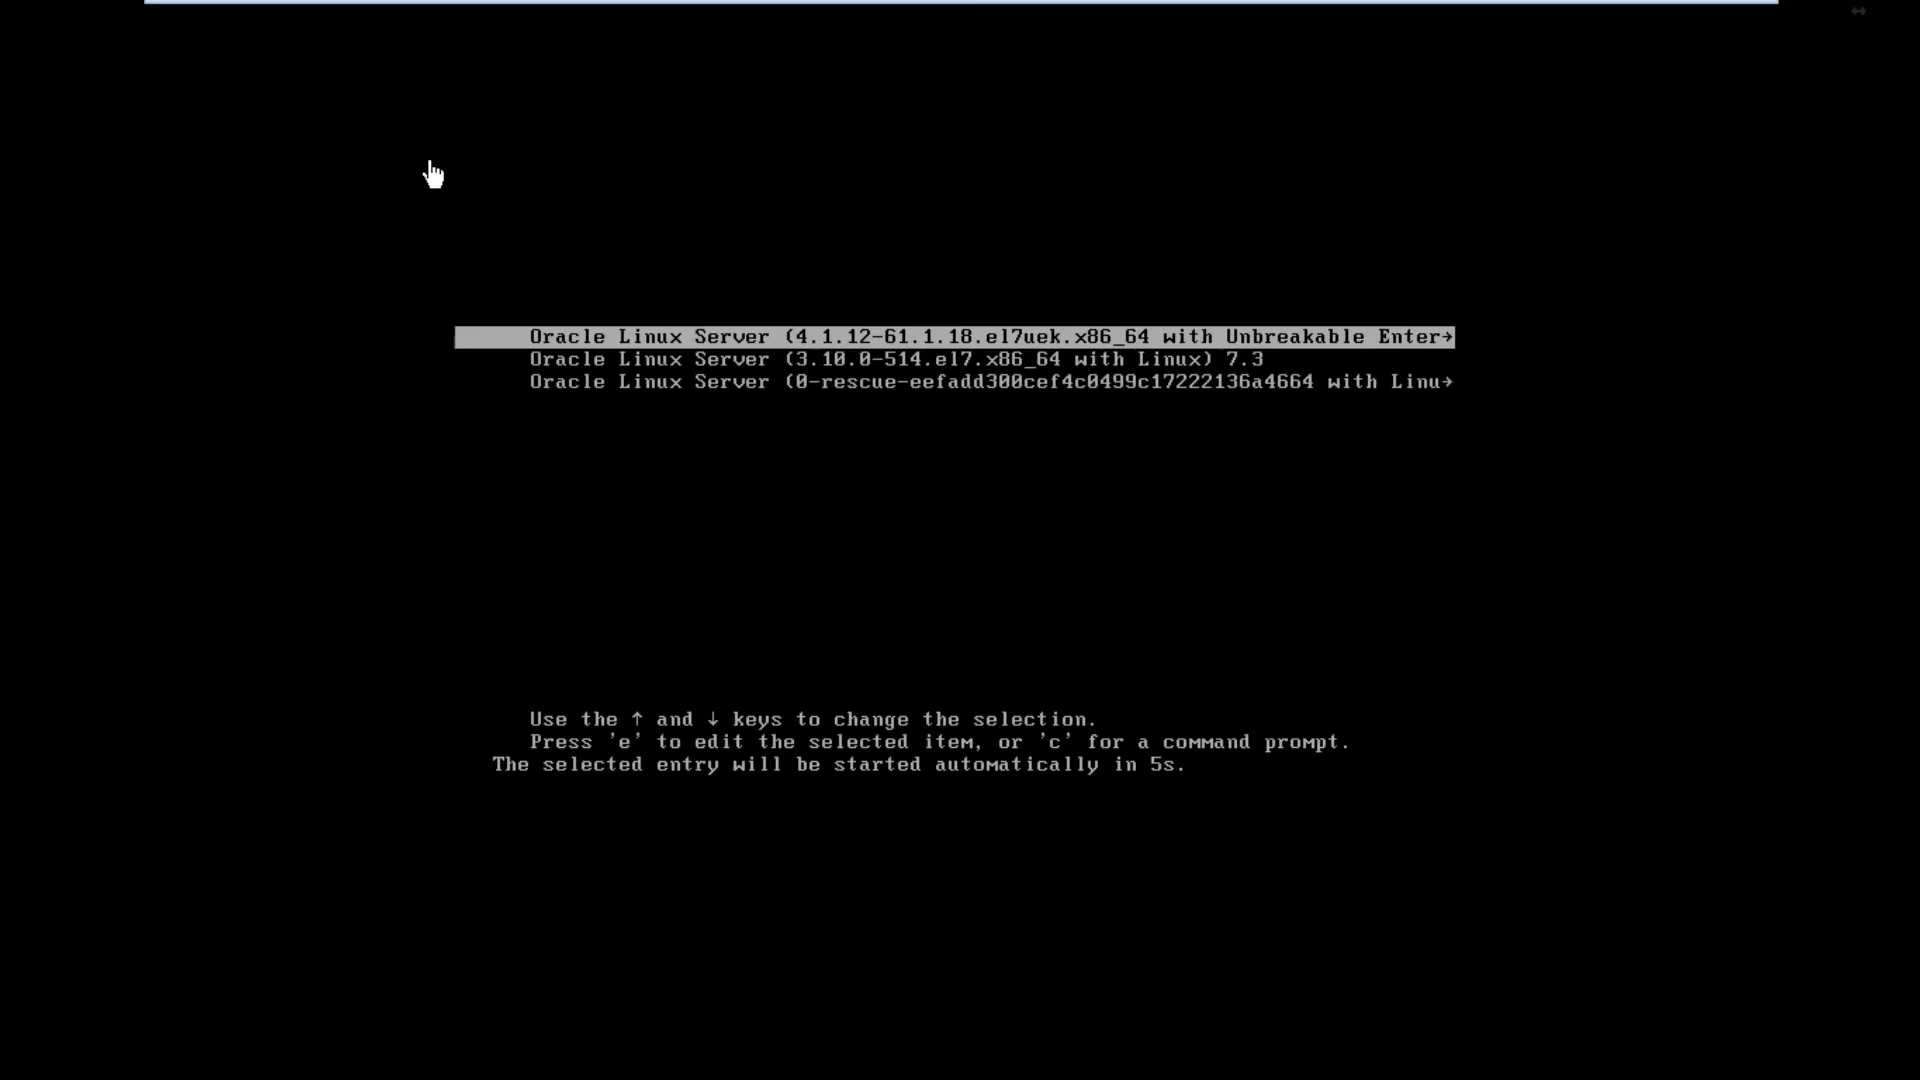 Oracle Linux Server (4.1.12-61.1.18.el7uek.x86_64 with Unbreakable Enter→
Oracle Linux Server (3.10.0-514.el7.x86_64 with Linux) 7.3
Oracle Linux Server (0-rescue-eefadd300cef4c0499c17222136a4664 with Linu→
Use the ↑ and ↓ keys to change the selection.
Press 'e' to edit the selected item, or 'c' for a command prompt.
The selected entry will be started automatically in 5s.